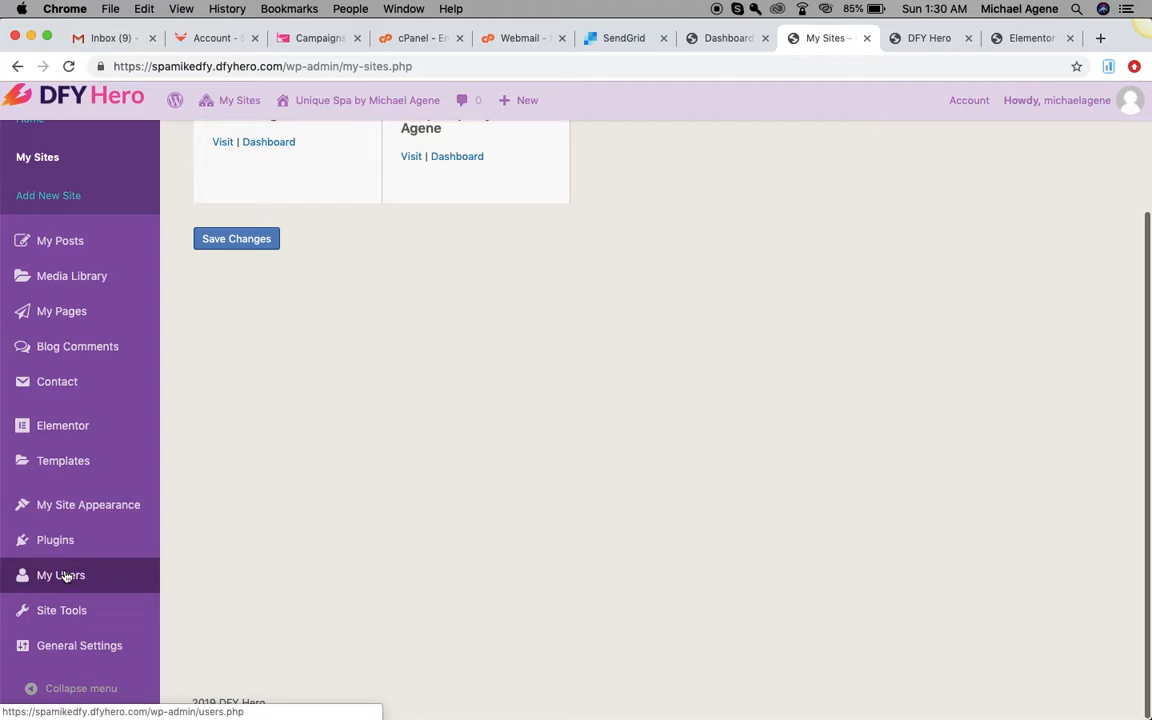 Chrome File Edit View History Bookmarks People Window Help 85% Sun 1:30 AM Michael Agene
Inbox (9) - Account - Campaigns cPanel - En Webmail - SendGrid Dashboard My Sites - DFY Hero Elementor
https://spamikedfy.dfyhero.com/wp-admin/my-sites.php
DFY Hero My Sites Unique Spa by Michael Agene 0 New Account Howdy, michaelagene
Home
Agene
My Sites
Visit | Dashboard
Visit | Dashboard
Add New Site
My Posts
Save Changes
Media Library
My Pages
Blog Comments
Contact
Elementor
Templates
My Site Appearance
Plugins
My Users
Site Tools
General Settings
Collapse menu
2019 DFY Hero
https://spamikedfy.dfyhero.com/wp-admin/users.php